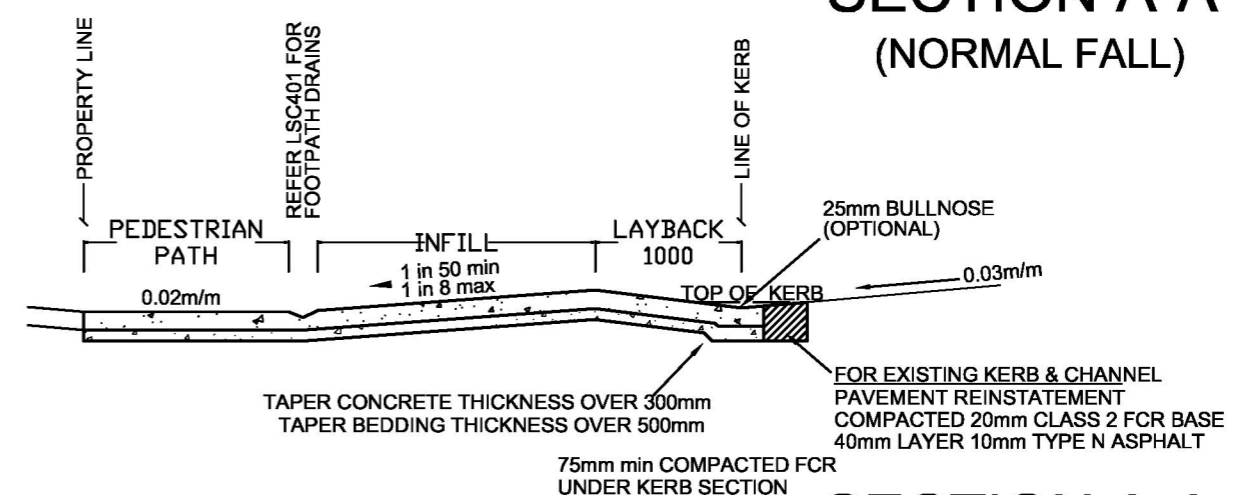 SECTION A-A
(NORMAL FALL)
PROPERTY LINE
REFER LSC401 FOR
FOOTPATH DRAINS
LINE OF KERB
PEDESTRIAN
PATH
INFILL
1 in 50 min
1 in 8 max
LAYBACK
1000
25mm BULLNOSE
(OPTIONAL)
0.02m/m
TOP OF KERB
0.03m/m
TAPER CONCRETE THICKNESS OVER 300mm
TAPER BEDDING THICKNESS OVER 500mm
FOR EXISTING KERB & CHANNEL
PAVEMENT REINSTATEMENT
COMPACTED 20mm CLASS 2 FCR BASE
40mm LAYER 10mm TYPE N ASPHALT
75mm min COMPACTED FCR
UNDER KERB SECTION